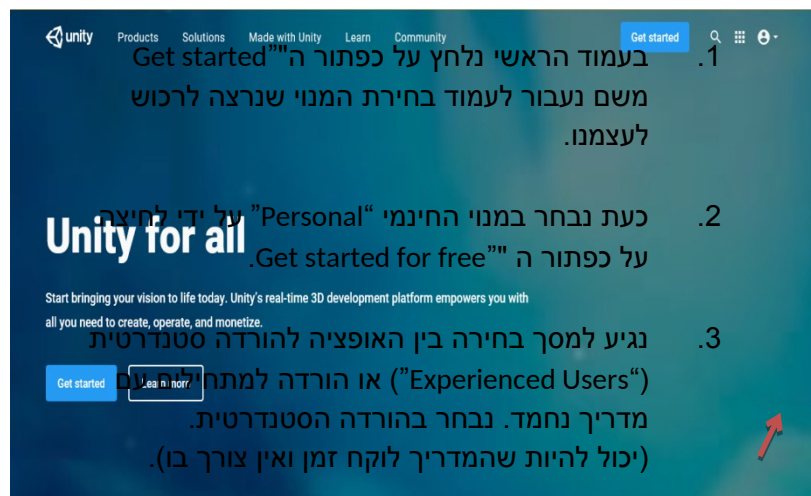 unity Products Solutions Made with Unity Learn Community Get started
1. בעמוד הראשי נלחץ על כפתור ה""Get started
משם נעבור לעמוד בחירת המנוי שנרצה לרכוש
לעצמנו.
2. כעת נבחר במנוי החינמי “Personal” על ידי לחיצה
על כפתור ה "”Get started for free.
Unity for all
Start bringing your vision to life today. Unity's real-time 3D development platform empowers you with
all you need to create, operate, and monetize.
3. נגיע למסך בחירה בין האופציה להורדה סטנדרטית
(“Experienced Users”) או הורדה למתחילים עם
מדריך נחמד. נבחר בהורדה הסטנדרטית.
(יכול להיות שהמדריך לוקח זמן ואין צורך בו).
Get started Learn more